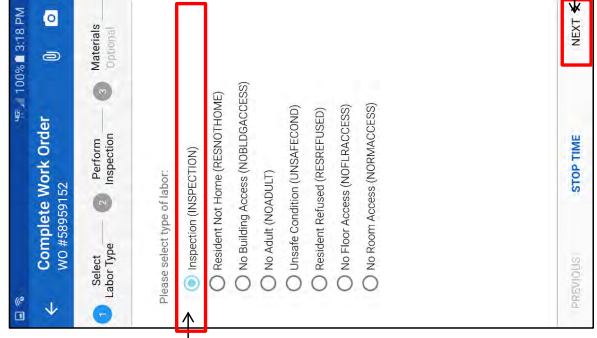 4G 100% 3:18 PM
Complete Work Order
WO #58959152
1 Select Labor Type
2 Perform Inspection
3 Materials Optional
Please select type of labor:
Inspection (INSPECTION)
Resident Not Home (RESNOTHOME)
No Building Access (NOBLDGACCESS)
No Adult (NOADULT)
Unsafe Condition (UNSAFECOND)
Resident Refused (RESREFUSED)
No Floor Access (NOFLRACCESS)
No Room Access (NORMACCESS)
PREVIOUS
STOP TIME
NEXT